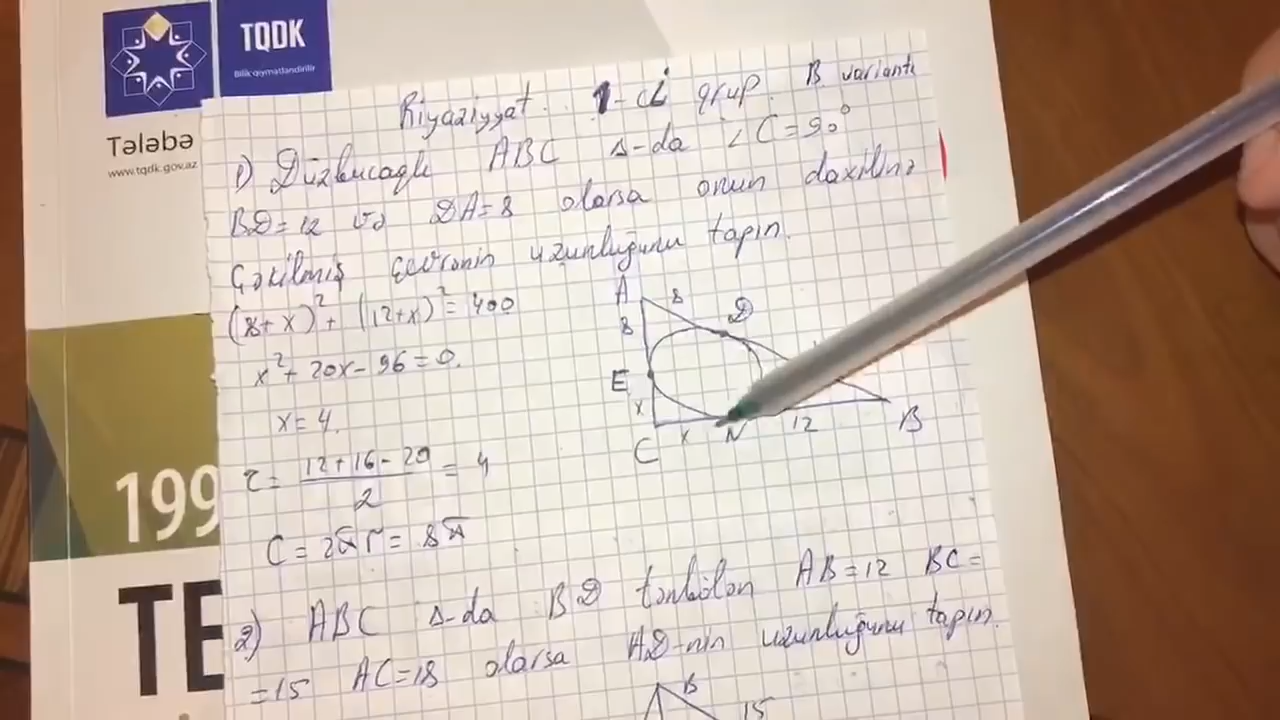 TQDK
Bilik qiymətləndirilir
Tələbə
www.tqdk.gov.az
199
TE
Riyaziyyat. 1-ci qrup. B variantı
1) Düzbucaqlı ABC Δ-da ∠C=90°
BD=12 və DA=8 olarsa onun daxilinə
Çəkilmiş çevrənin uzunluğunu tapın.
(8+x)²+(12+x)²=400
x²+20x-96=0.
x=4.
r = (12+16-20)/2 = 4
C=2πr=8π
A 8 D
8
E
x
C x N 12 B
2) ABC Δ-da BD tənbölən AB=12 BC=
=15 AC=18 olarsa AD-nin uzunluğunu tapın.
B
15